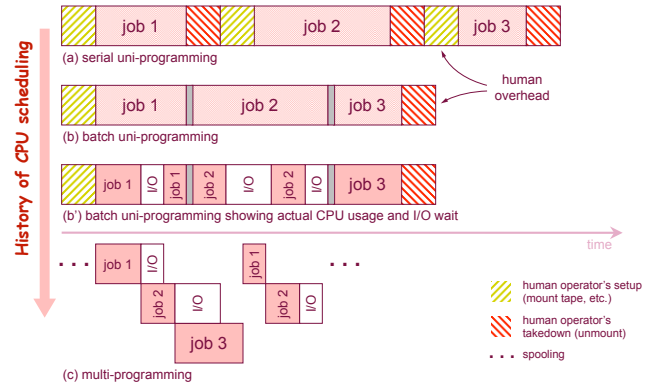 History of CPU scheduling
job 1
job 2
job 3
(a) serial uni-programming
human
overhead
job 1
job 2
job 3
(b) batch uni-programming
job 1
I/O
job 1
job 2
I/O
job 2
I/O
job 3
(b') batch uni-programming showing actual CPU usage and I/O wait
time
. . .
job 1
I/O
job 1
. . .
job 2
I/O
job 2
I/O
job 3
(c) multi-programming
human operator's setup
(mount tape, etc.)
human operator's
takedown (unmount)
. . . spooling